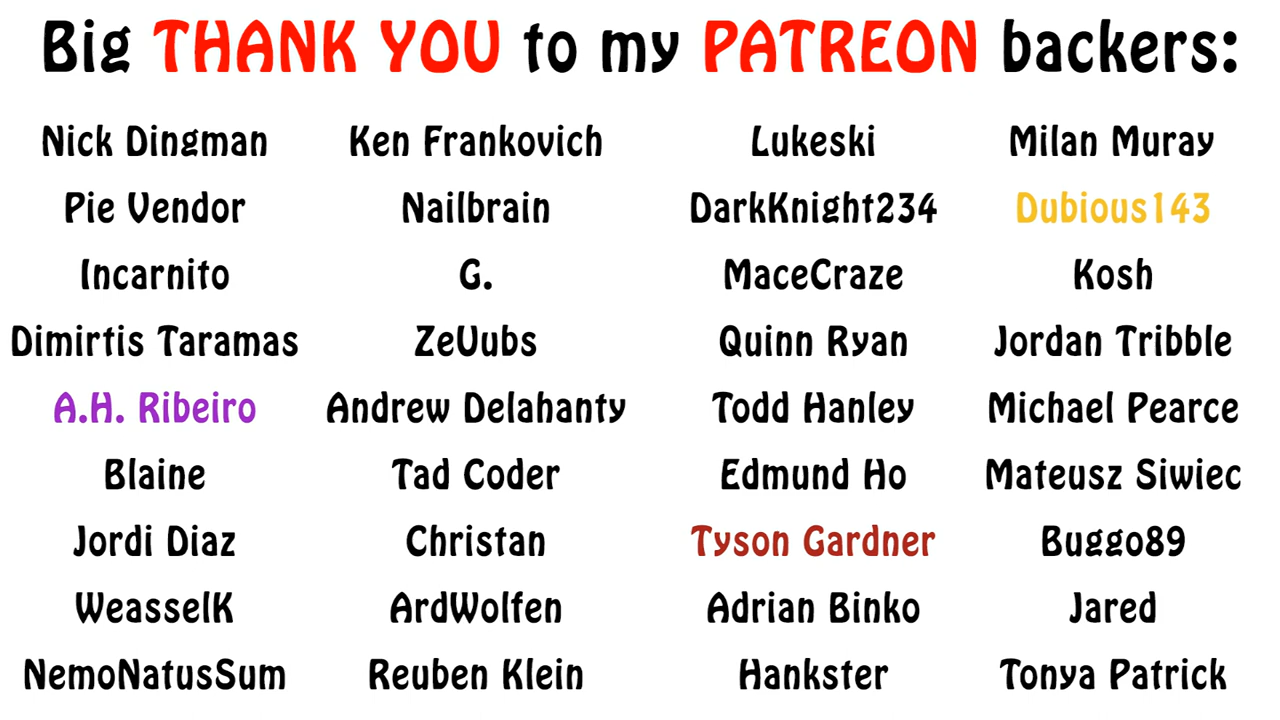 Big THANK YOU to my PATREON backers:
Nick Dingman Ken Frankovich Lukeski Milan Muray
Pie Vendor Nailbrain DarkKnight234 Dubious143
Incarnito G. MaceCraze Kosh
Dimirtis Taramas ZeVubs Quinn Ryan Jordan Tribble
A.H. Ribeiro Andrew Delahanty Todd Hanley Michael Pearce
Blaine Tad Coder Edmund Ho Mateusz Siwiec
Jordi Diaz Christan Tyson Gardner Buggo89
WeasselK ArdWolfen Adrian Binko Jared
NemoNatusSum Reuben Klein Hankster Tonya Patrick